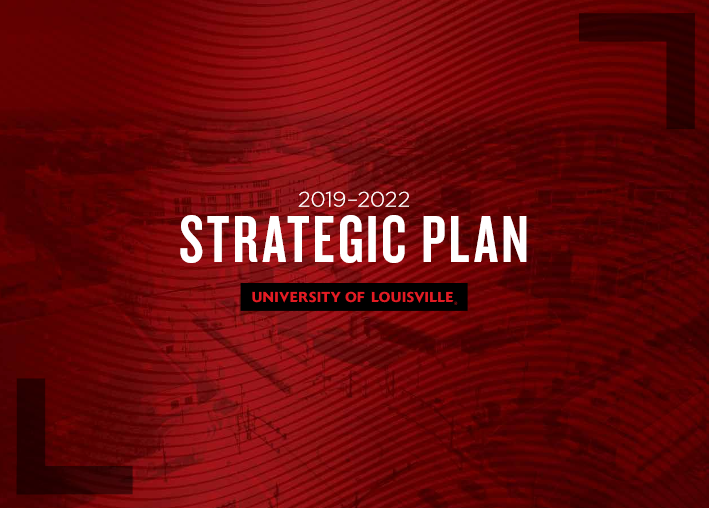 2019–2022
STRATEGIC PLAN
UNIVERSITY OF LOUISVILLE